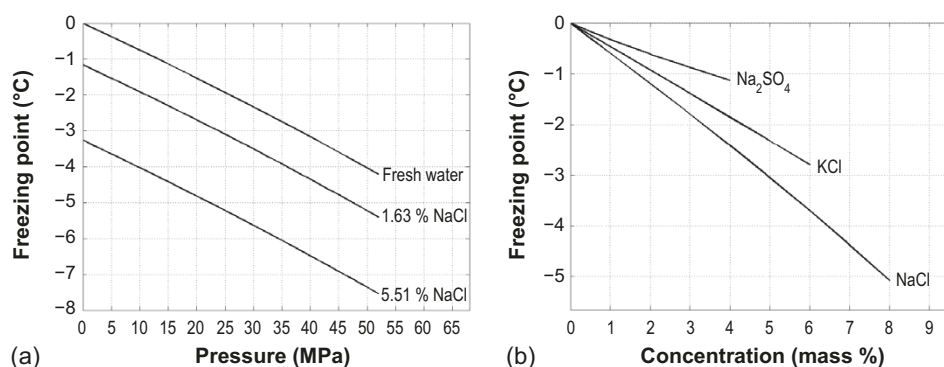 0
−1
−2
−3
−4
−5
−6
−7
−8
Freezing point (°C)
Fresh water
1.63 % NaCl
5.51 % NaCl
0 5 10 15 20 25 30 35 40 45 50 55 60 65
(a) Pressure (MPa)
0
−1
−2
−3
−4
−5
Freezing point (°C)
Na₂SO₄
KCl
NaCl
0 1 2 3 4 5 6 7 8 9
(b) Concentration (mass %)